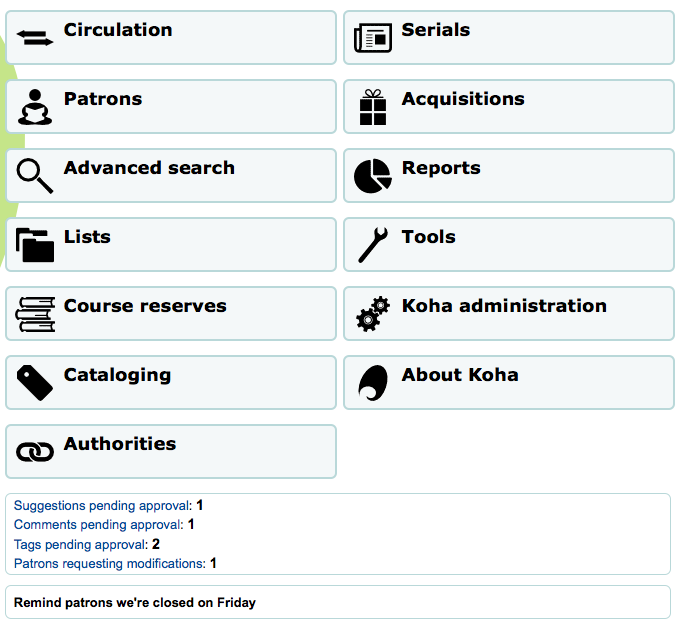 Circulation
Serials
Patrons
Acquisitions
Advanced search
Reports
Lists
Tools
Course reserves
Koha administration
Cataloging
About Koha
Authorities
Suggestions pending approval: 1
Comments pending approval: 1
Tags pending approval: 2
Patrons requesting modifications: 1
Remind patrons we're closed on Friday